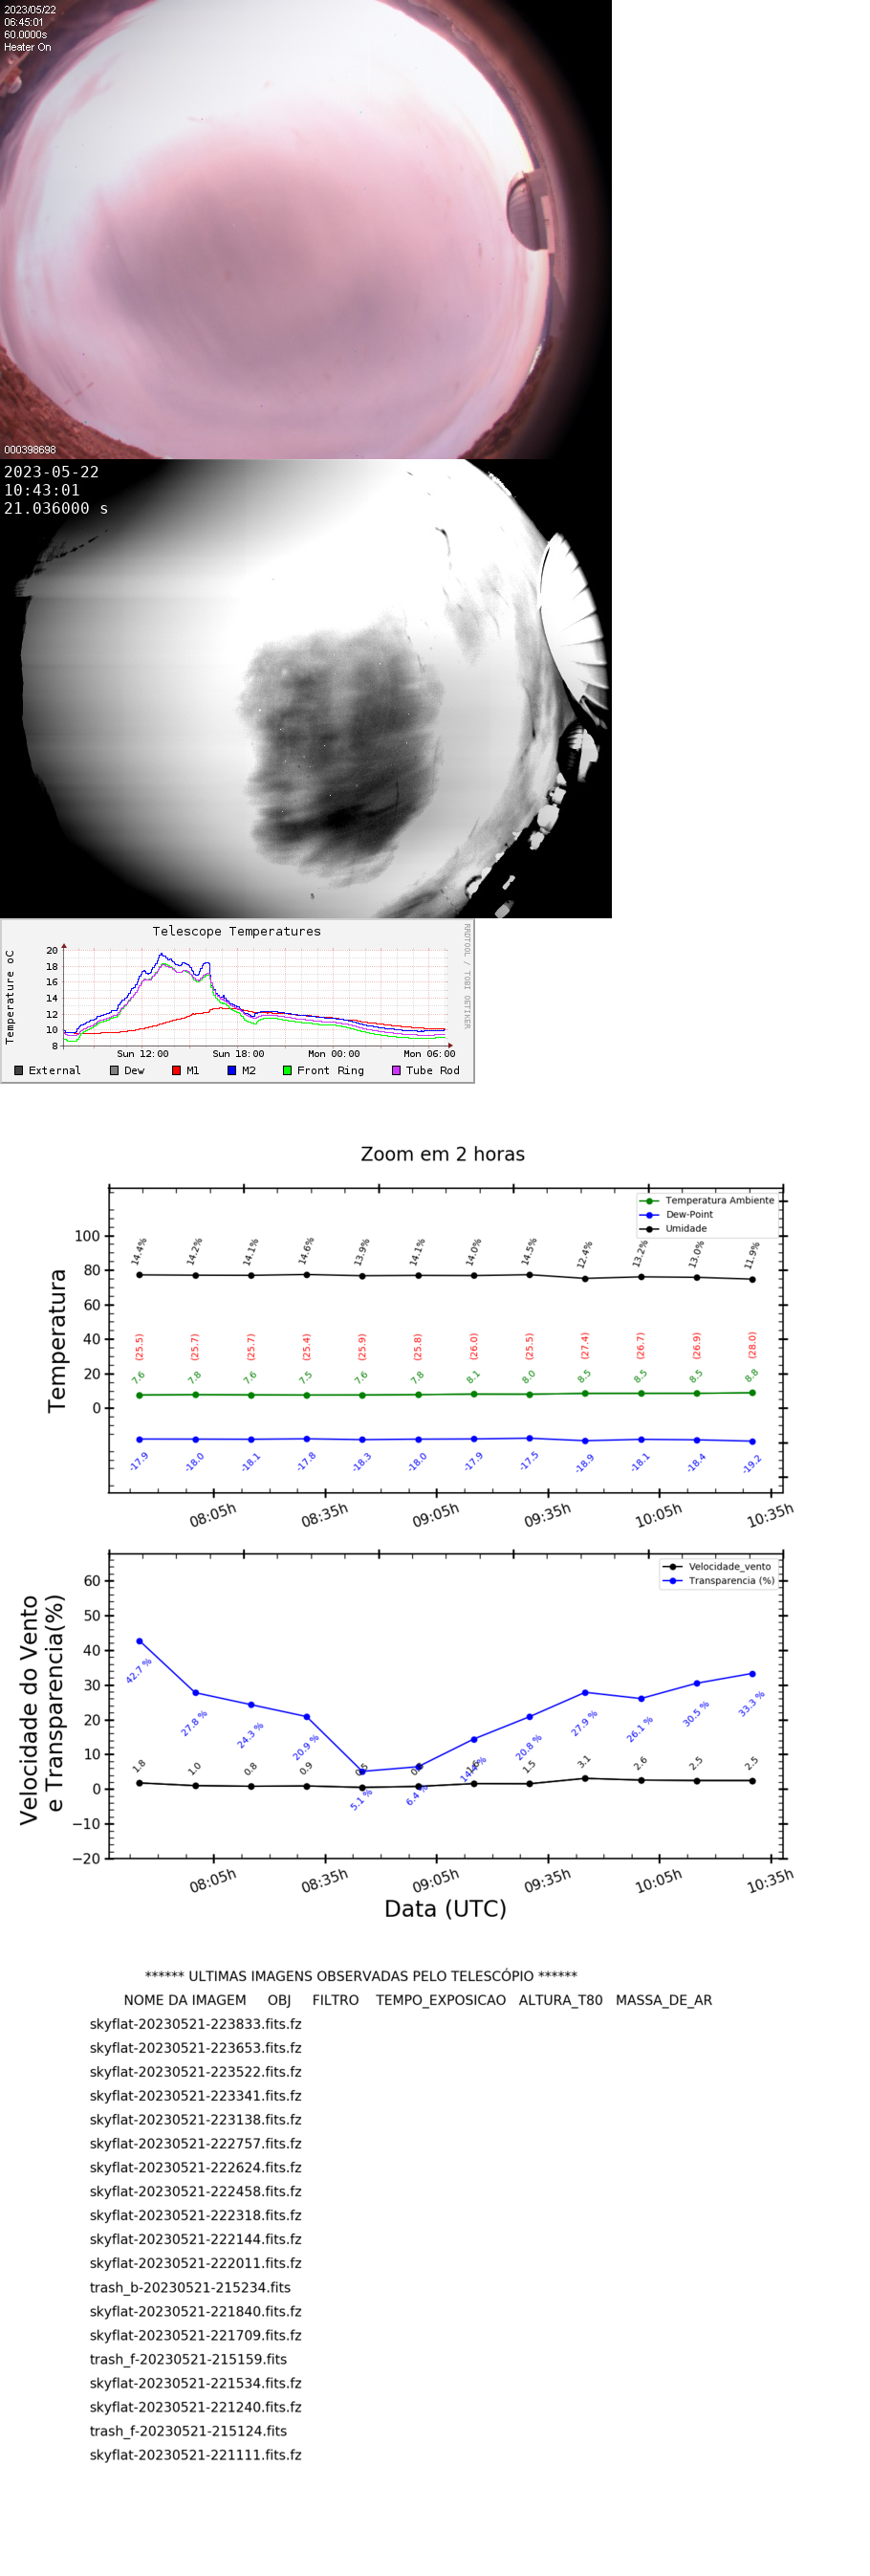 2023/05/22
06:45:01
60.0000s
Heater On
000398698
2023-05-22
10:43:01
21.036000 s
Telescope Temperatures
RRDTOOL / TOBI OETIKER
Temperature oC
20
18
16
14
12
10
8
Sun 12:00 Sun 18:00 Mon 00:00 Mon 06:00
External Dew M1 M2 Front Ring Tube Rod
Zoom em 2 horas
Temperatura Ambiente
Dew-Point
Umidade
Temperatura
100
80
60
40
20
0
14.4% 14.2% 14.1% 14.6% 13.9% 14.1% 14.0% 14.5% 12.4% 13.2% 13.0% 11.9%
(25.5) (25.7) (25.7) (25.4) (25.9) (25.8) (26.0) (25.5) (27.4) (26.7) (26.9) (28.0)
7.6 7.8 7.6 7.5 7.6 7.8 8.1 8.0 8.5 8.5 8.5 8.8
-17.9 -18.0 -18.1 -17.8 -18.3 -18.0 -17.9 -17.5 -18.9 -18.1 -18.4 -19.2
08:05h 08:35h 09:05h 09:35h 10:05h 10:35h
Velocidade_vento
Transparencia (%)
Velocidade do Vento
e Transparencia(%)
60
50
40
30
20
10
0
−10
−20
42.7 % 27.8 % 24.3 % 20.9 % 5.1 % 6.4 % 20.8 % 27.9 % 26.1 % 30.5 % 33.3 %
1.8 1.0 0.8 0.9 1.5 3.1 2.6 2.5 2.5
08:05h 08:35h 09:05h 09:35h 10:05h 10:35h
Data (UTC)
****** ULTIMAS IMAGENS OBSERVADAS PELO TELESCÓPIO ******
NOME DA IMAGEM OBJ FILTRO TEMPO_EXPOSICAO ALTURA_T80 MASSA_DE_AR
skyflat-20230521-223833.fits.fz
skyflat-20230521-223653.fits.fz
skyflat-20230521-223522.fits.fz
skyflat-20230521-223341.fits.fz
skyflat-20230521-223138.fits.fz
skyflat-20230521-222757.fits.fz
skyflat-20230521-222624.fits.fz
skyflat-20230521-222458.fits.fz
skyflat-20230521-222318.fits.fz
skyflat-20230521-222144.fits.fz
skyflat-20230521-222011.fits.fz
trash_b-20230521-215234.fits
skyflat-20230521-221840.fits.fz
skyflat-20230521-221709.fits.fz
trash_f-20230521-215159.fits
skyflat-20230521-221534.fits.fz
skyflat-20230521-221240.fits.fz
trash_f-20230521-215124.fits
skyflat-20230521-221111.fits.fz